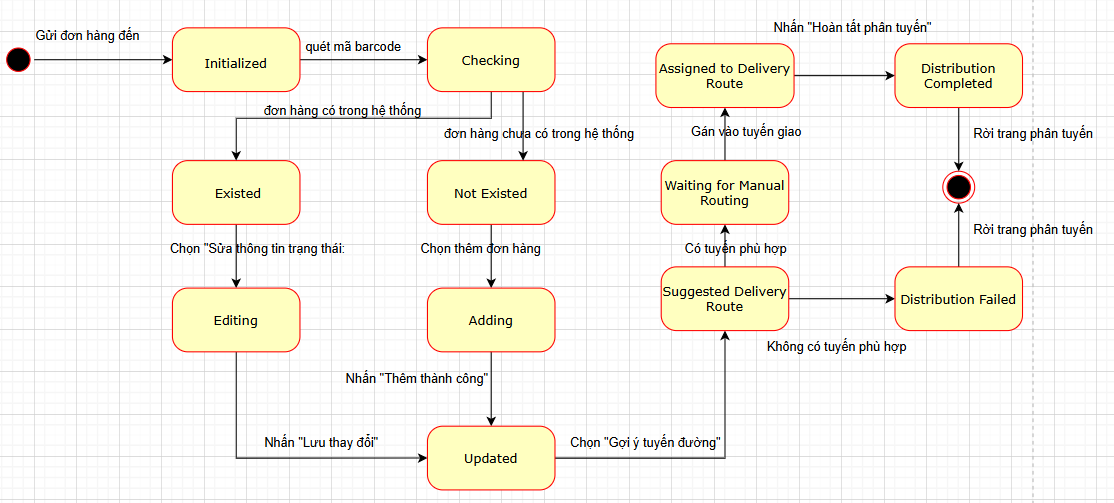 Gửi đơn hàng đến
Initialized
quét mã barcode
Checking
đơn hàng có trong hệ thống
đơn hàng chưa có trong hệ thống
Existed
Not Existed
Chọn "Sửa thông tin trạng thái:
Chọn thêm đơn hàng
Editing
Adding
Nhấn "Thêm thành công"
Nhấn "Lưu thay đổi"
Updated
Chọn "Gợi ý tuyến đường"
Nhấn "Hoàn tất phân tuyến"
Assigned to Delivery
Route
Distribution
Completed
Gán vào tuyến giao
Rời trang phân tuyến
Waiting for Manual
Routing
Có tuyến phù hợp
Rời trang phân tuyến
Suggested Delivery
Route
Distribution Failed
Không có tuyến phù hợp